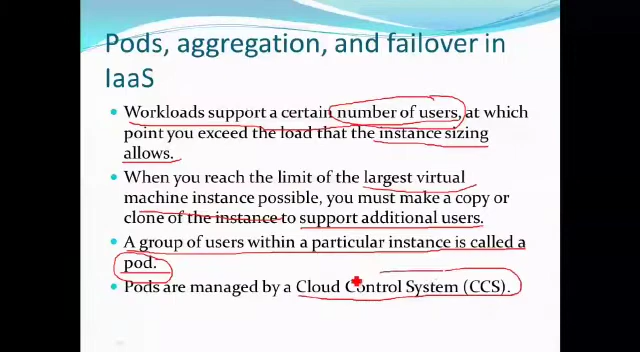 Pods, aggregation, and failover in
IaaS
• Workloads support a certain number of users, at which
point you exceed the load that the instance sizing
allows.
• When you reach the limit of the largest virtual
machine instance possible, you must make a copy or
clone of the instance to support additional users.
• A group of users within a particular instance is called a
pod.
• Pods are managed by a Cloud Control System (CCS).